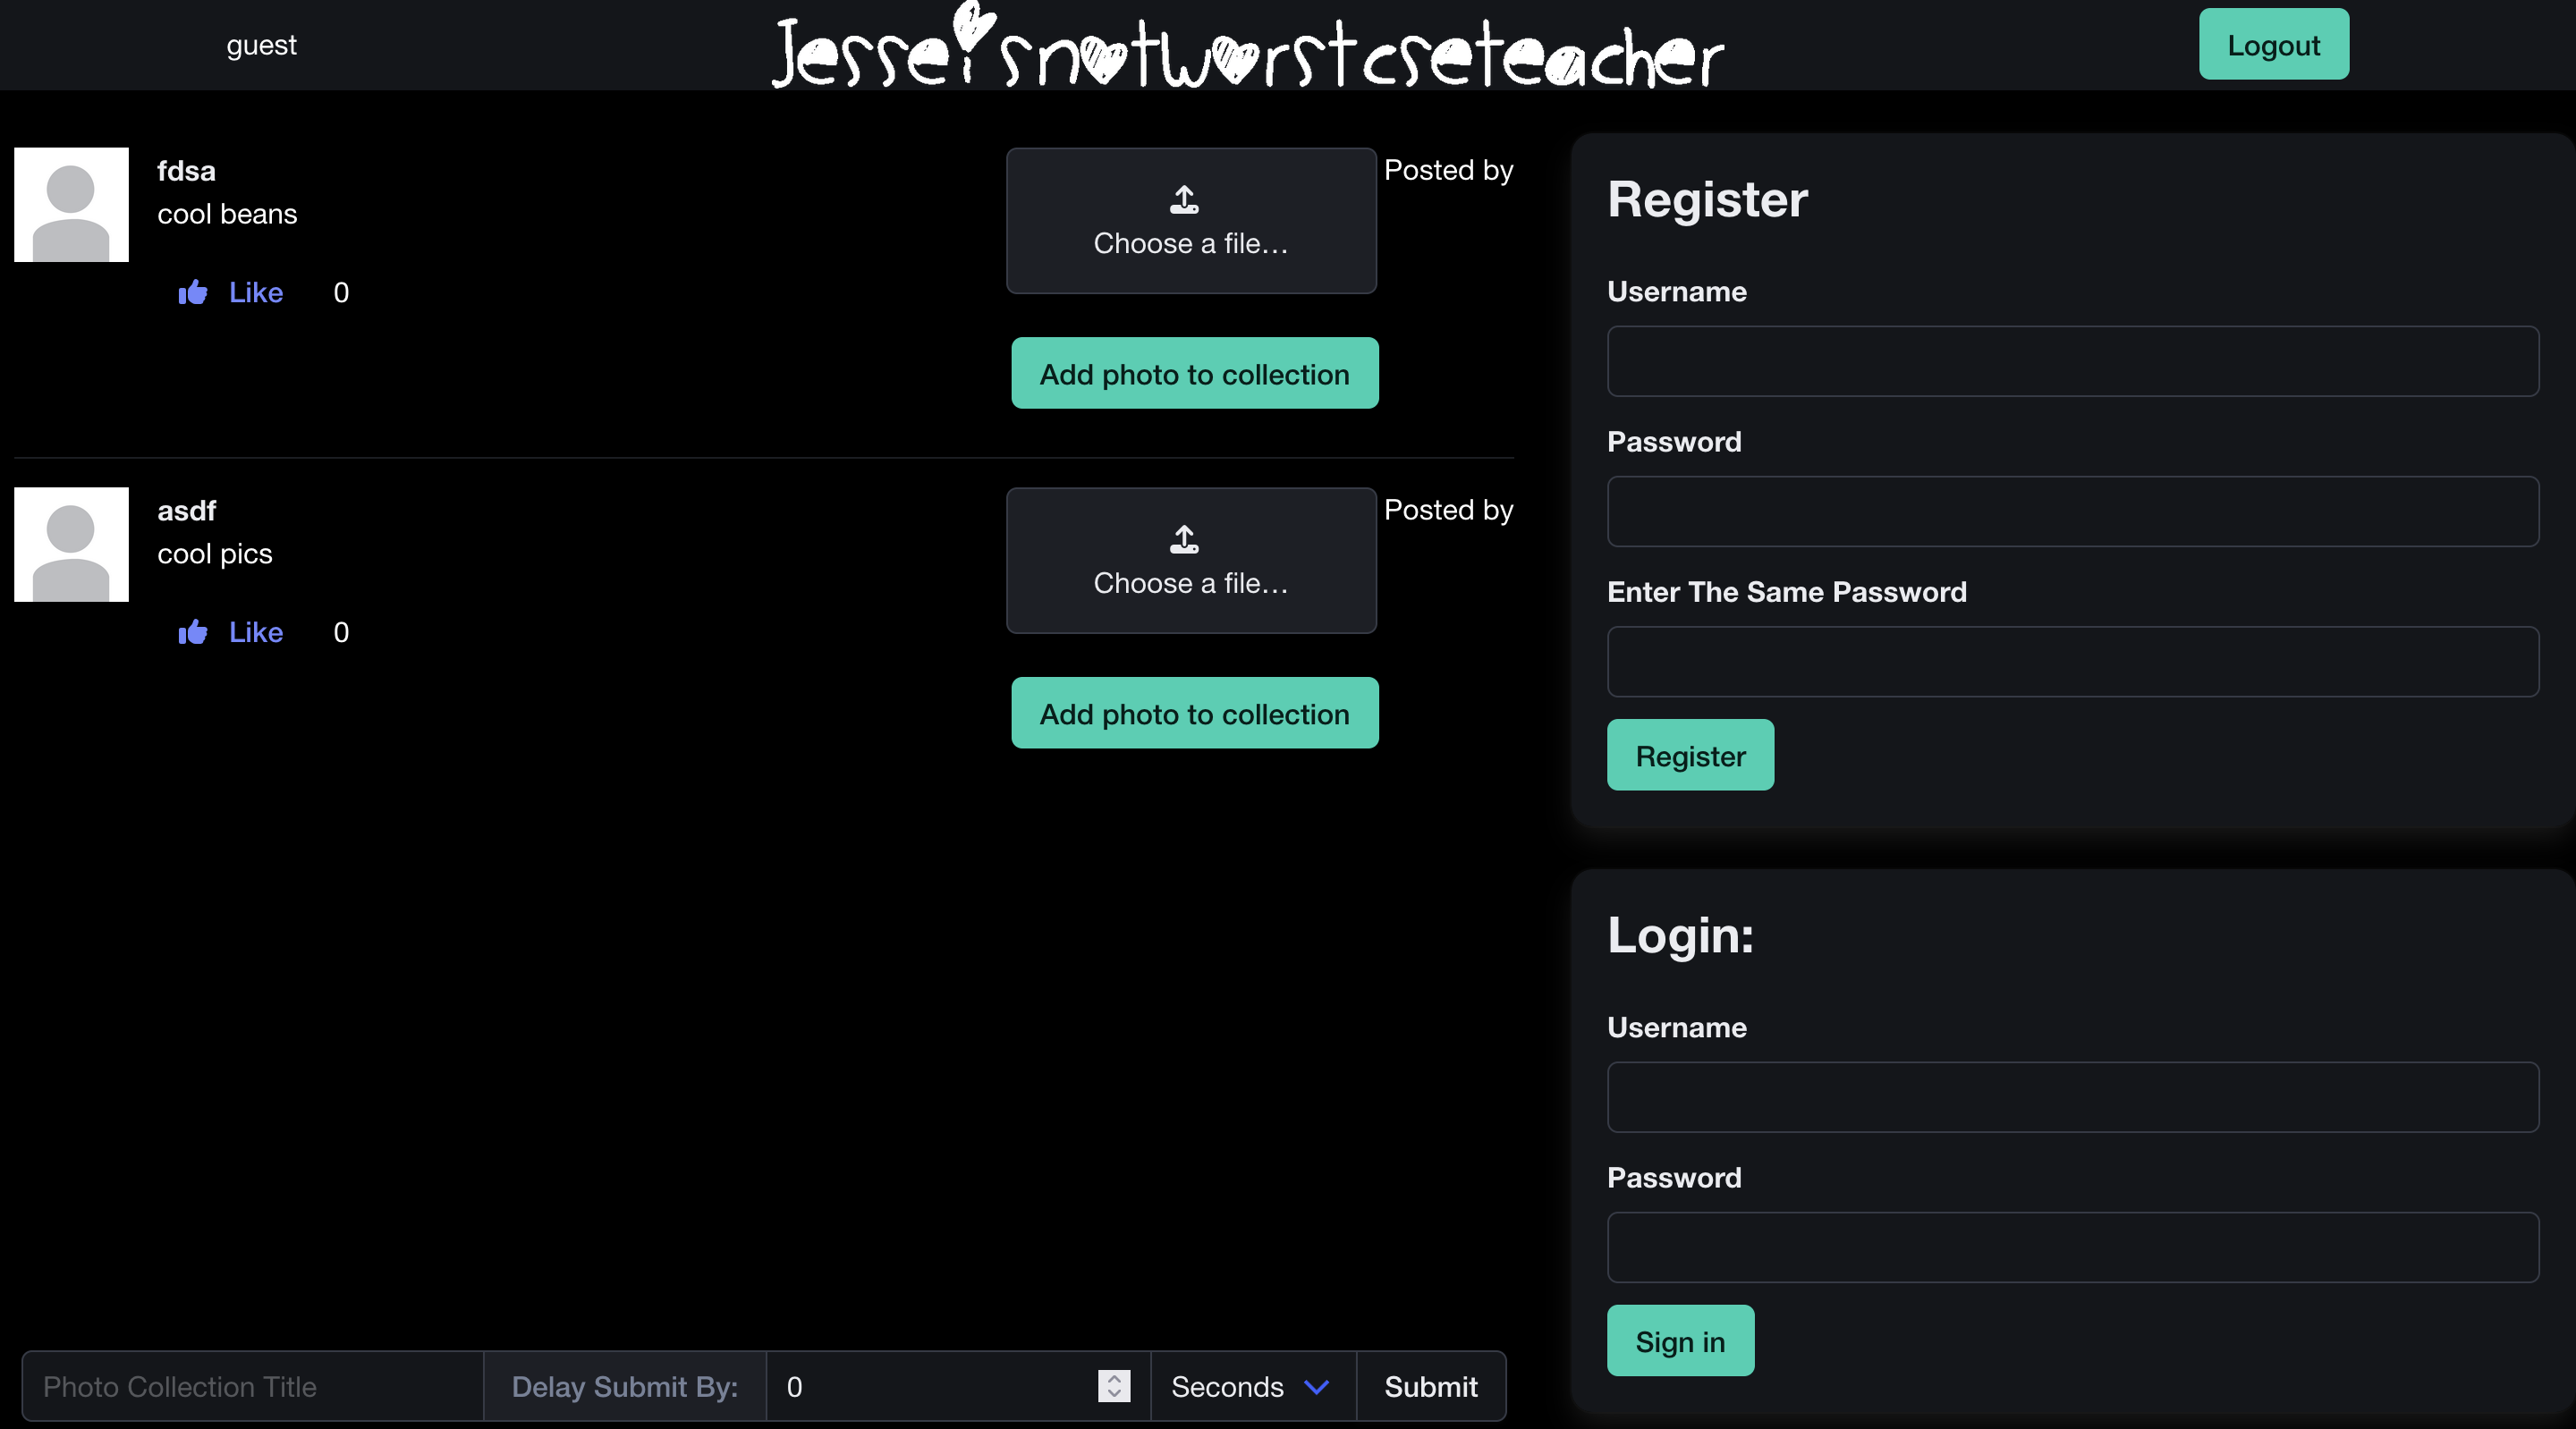 guest
Jesseisnotworstcseteacher
Logout
fdsa
cool beans
Like 0
Choose a file…
Add photo to collection
Posted by
asdf
cool pics
Like 0
Choose a file…
Add photo to collection
Posted by
Photo Collection Title
Delay Submit By:
0
Seconds
Submit
Register
Username
Password
Enter The Same Password
Register
Login:
Username
Password
Sign in